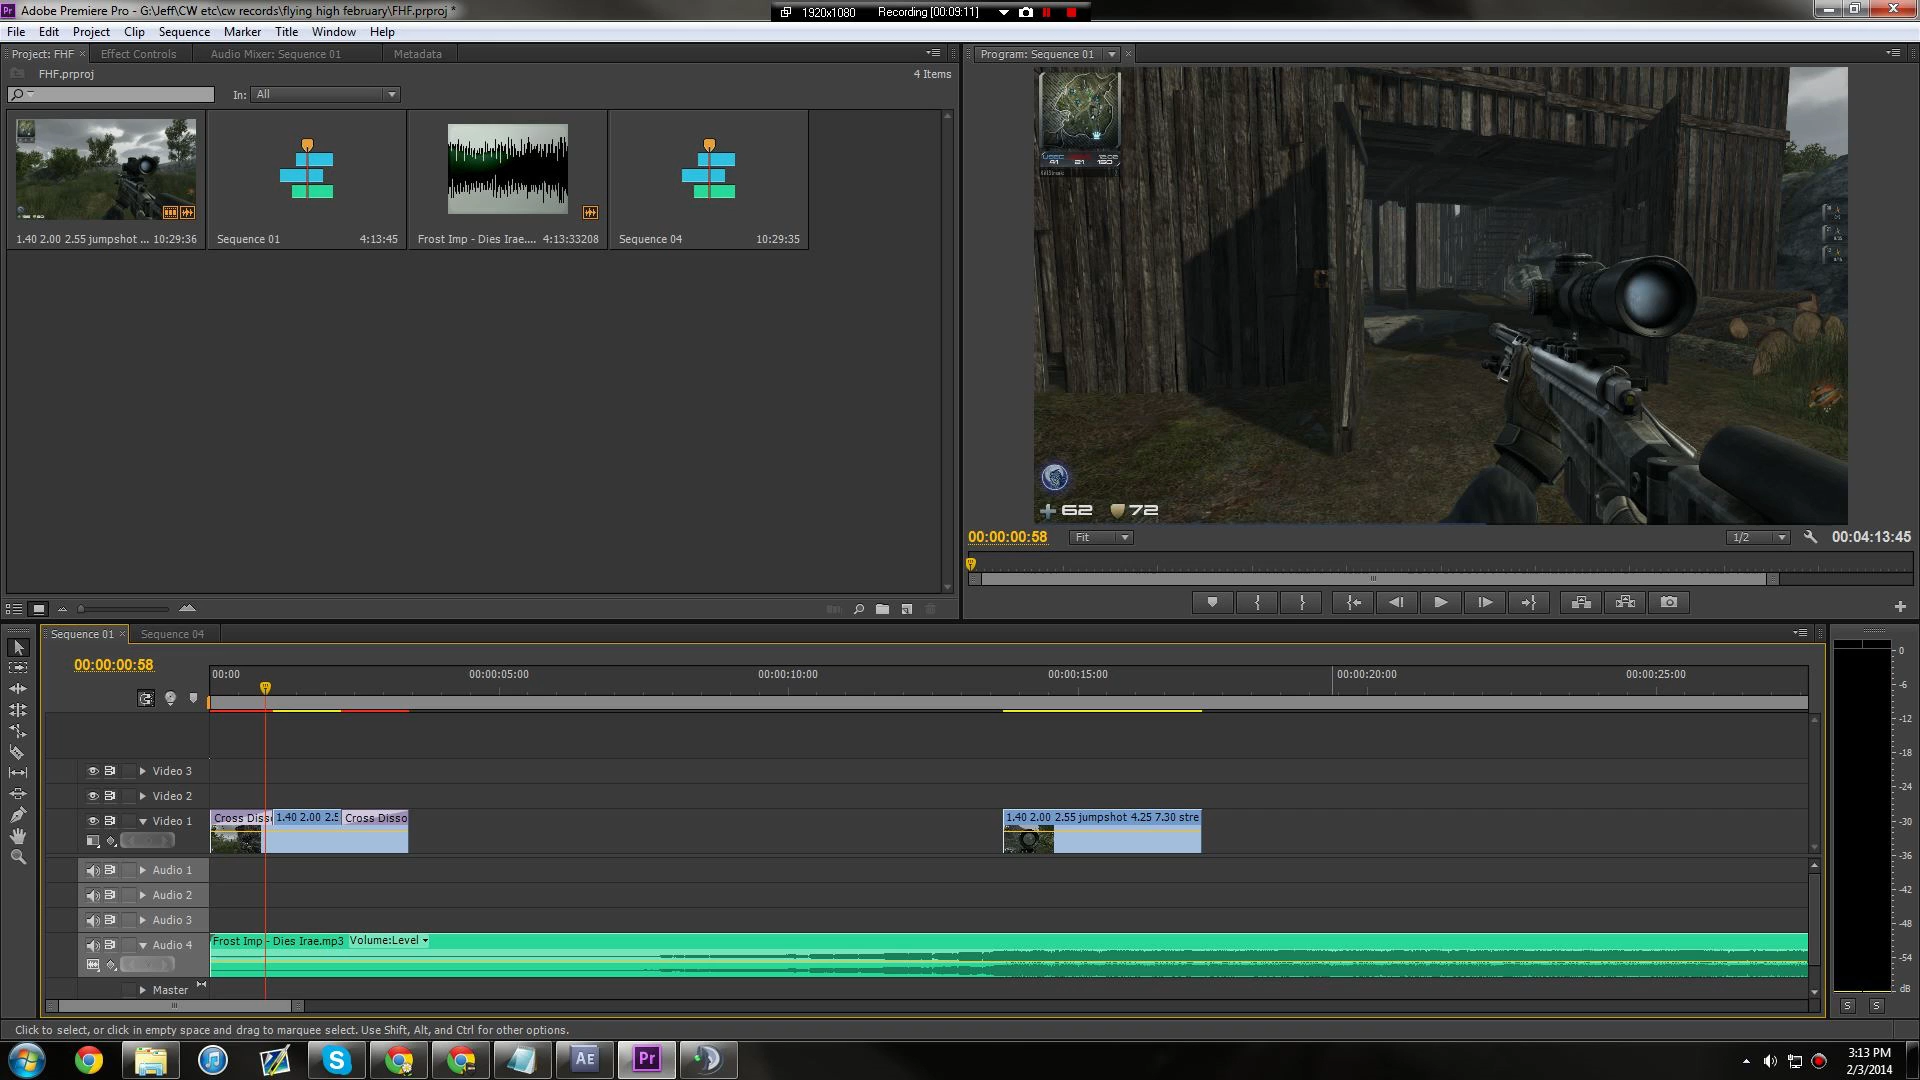 Adobe Premiere Pro - G:\Jeff\CW etc\cw records\flying high february\FHF.prproj *
1920x1080 Recording [00:09:11]
File Edit Project Clip Sequence Marker Title Window Help
Project: FHF Effect Controls Audio Mixer: Sequence 01 Metadata
Program: Sequence 01
FHF.prproj
4 Items
In: All
1.40 2.00 2.55 jumpshot ... 10:29:36
Sequence 01 4:13:45
Frost Imp - Dies Irae.... 4:13:33208
Sequence 04 10:29:35
62 72
00:00:00:58 Fit 1/2 00:04:13:45
Sequence 01 Sequence 04
00:00:00:58
00:00 00:00:05:00 00:00:10:00 00:00:15:00 00:00:20:00 00:00:25:00
Video 3
Video 2
Video 1
Cross Diss 1.40 2.00 2.5 Cross Disso
1.40 2.00 2.55 jumpshot 4.25 7.30 stre
Audio 1
Audio 2
Audio 3
Audio 4
Frost Imp - Dies Irae.mp3 Volume:Level
Master
0
-6
-12
-18
-24
-30
-36
-42
-48
-54
dB
S S
Click to select, or click in empty space and drag to marquee select. Use Shift, Alt, and Ctrl for other options.
S
AE
Pr
3:13 PM
2/3/2014